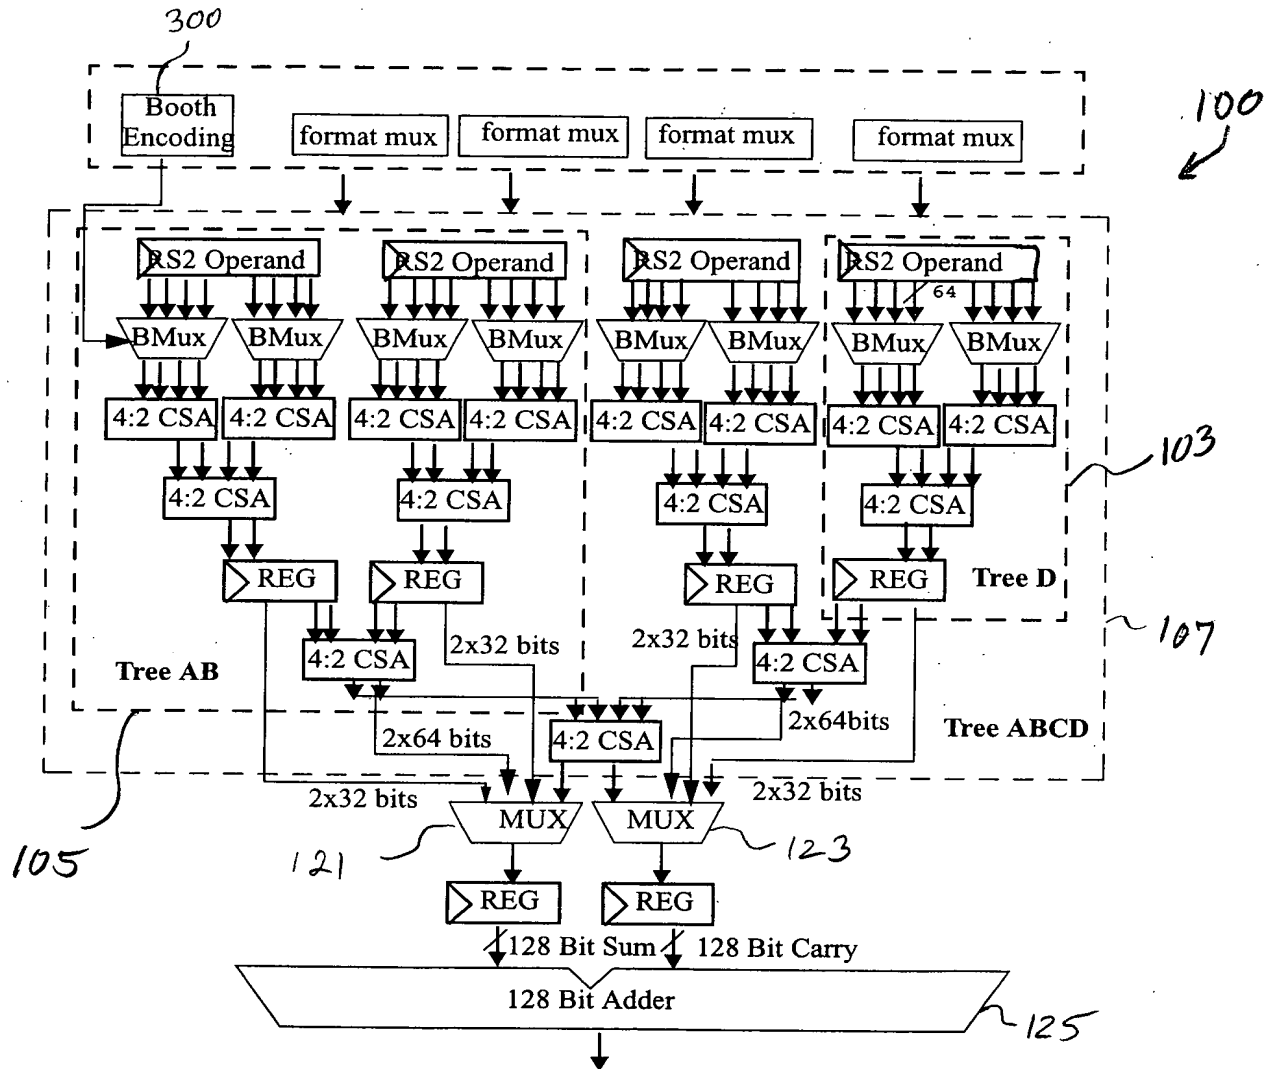 300
Booth
Encoding
format mux
format mux
format mux
format mux
100
RS2 Operand
RS2 Operand
RS2 Operand
RS2 Operand
64
BMux
BMux
BMux
BMux
BMux
BMux
BMux
BMux
4:2 CSA
4:2 CSA
4:2 CSA
4:2 CSA
4:2 CSA
4:2 CSA
4:2 CSA
4:2 CSA
103
4:2 CSA
4:2 CSA
4:2 CSA
4:2 CSA
REG
REG
REG
REG
Tree D
107
2x32 bits
2x32 bits
4:2 CSA
4:2 CSA
Tree AB
2x64 bits
2x64bits
Tree ABCD
4:2 CSA
2x32 bits
2x32 bits
MUX
MUX
105
121
123
REG
REG
128 Bit Sum
128 Bit Carry
128 Bit Adder
125